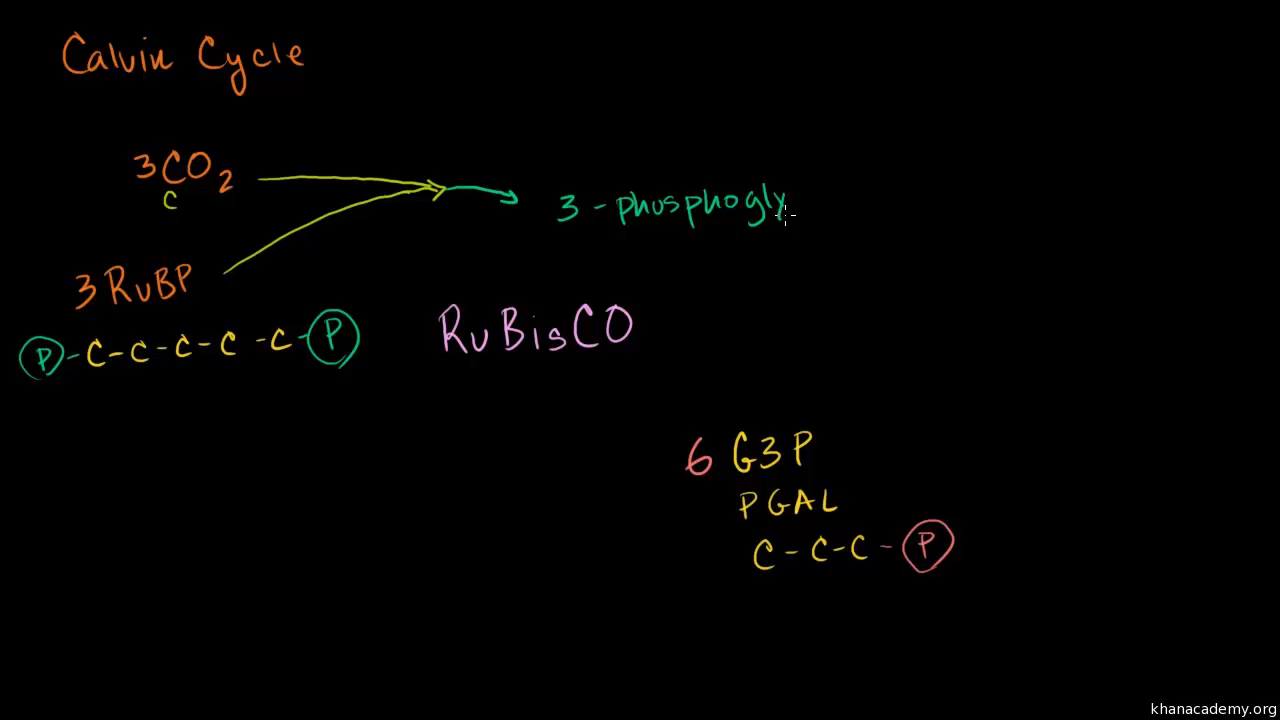 Calvin Cycle
3CO2
C
3-phosphogly
3 RuBP
P-C-C-C-C-C-P
RuBisCO
6 G3P
PGAL
C-C-C-P
khanacademy.org